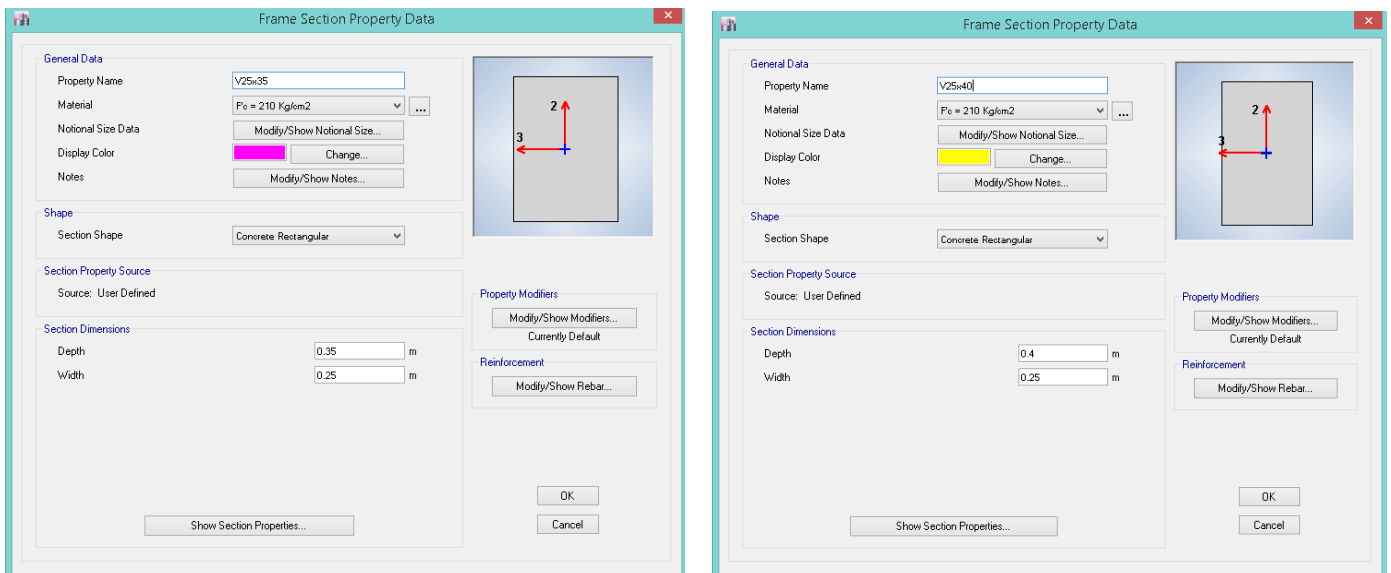 Frame Section Property Data
General Data
Property Name
V25x35
Material
F'c = 210 Kg/cm2
...
Notional Size Data
Modify/Show Notional Size...
Display Color
Change...
Notes
Modify/Show Notes...
2
3
Shape
Section Shape
Concrete Rectangular
Section Property Source
Source: User Defined
Property Modifiers
Modify/Show Modifiers...
Currently Default
Section Dimensions
Depth
0.35
m
Width
0.25
m
Reinforcement
Modify/Show Rebar...
OK
Show Section Properties...
Cancel
Frame Section Property Data
General Data
Property Name
V25x40
Material
F'c = 210 Kg/cm2
...
Notional Size Data
Modify/Show Notional Size...
Display Color
Change...
Notes
Modify/Show Notes...
2
3
Shape
Section Shape
Concrete Rectangular
Section Property Source
Source: User Defined
Property Modifiers
Modify/Show Modifiers...
Currently Default
Section Dimensions
Depth
0.4
m
Width
0.25
m
Reinforcement
Modify/Show Rebar...
OK
Show Section Properties...
Cancel